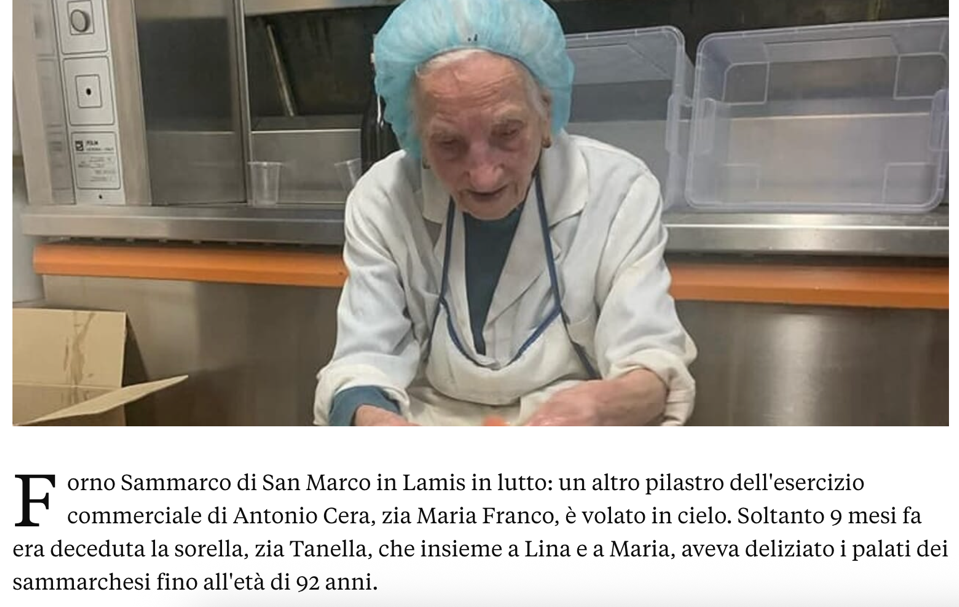 Forno Sammarco di San Marco in Lamis in lutto: un altro pilastro dell'esercizio
commerciale di Antonio Cera, zia Maria Franco, è volato in cielo. Soltanto 9 mesi fa
era deceduta la sorella, zia Tanella, che insieme a Lina e a Maria, aveva deliziato i palati dei
sammarchesi fino all'età di 92 anni.